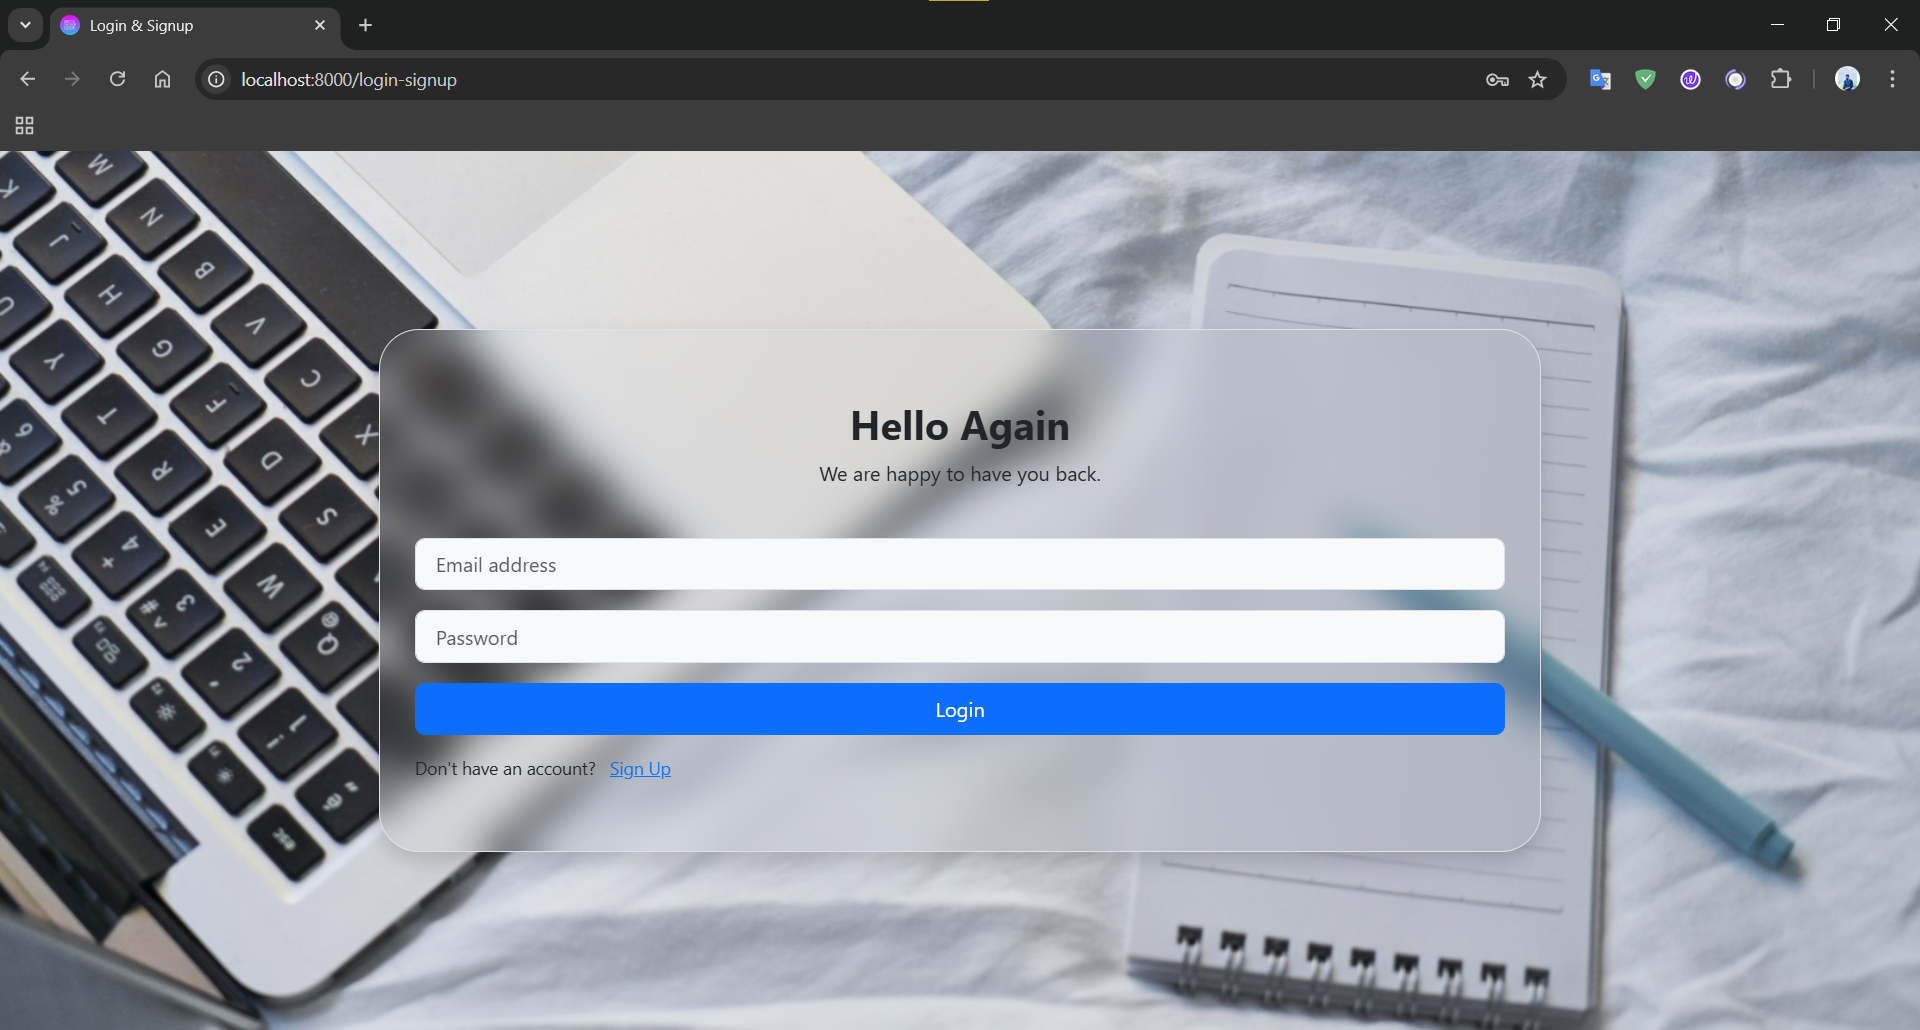 Login & Signup
localhost:8000/login-signup
Hello Again
We are happy to have you back.
Email address
Password
Login
Don't have an account? Sign Up